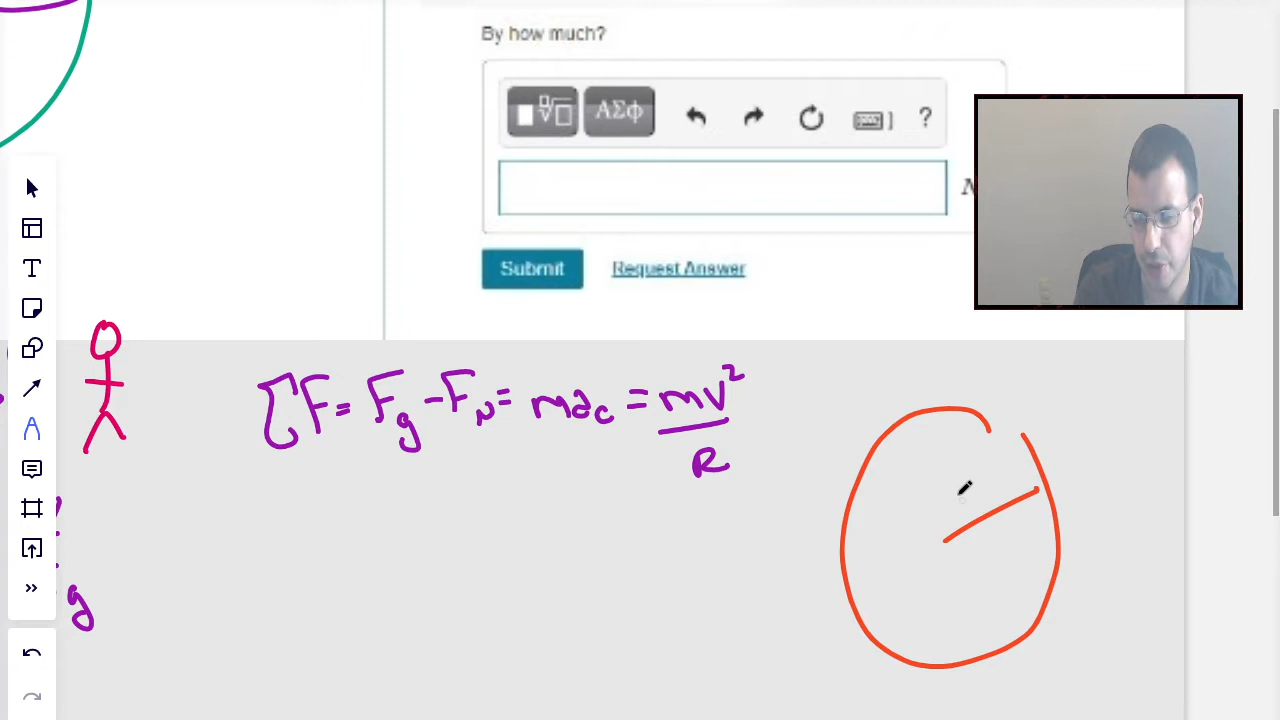 By how much?
ΑΣϕ
?
N
Submit
Request Answer
ΣF = Fg - FN = mac = mv²
R
g